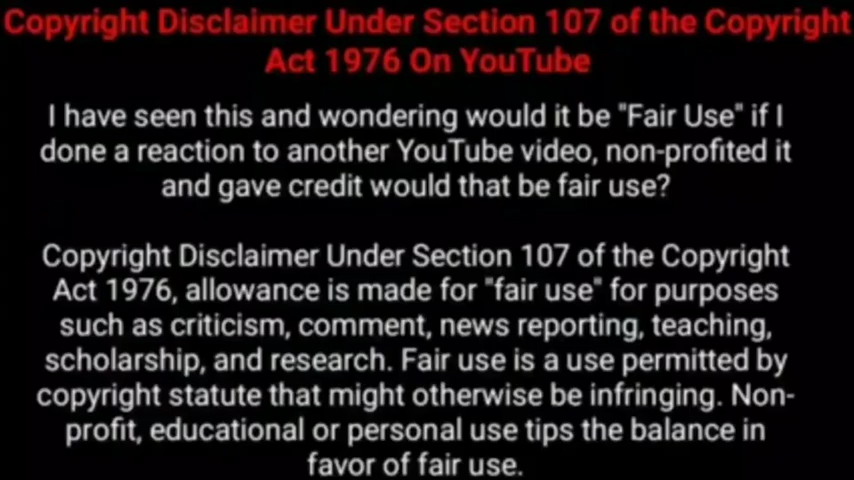 Copyright Disclaimer Under Section 107 of the Copyright
Act 1976 On YouTube
I have seen this and wondering would it be "Fair Use" if I
done a reaction to another YouTube video, non-profited it
and gave credit would that be fair use?
Copyright Disclaimer Under Section 107 of the Copyright
Act 1976, allowance is made for "fair use" for purposes
such as criticism, comment, news reporting, teaching,
scholarship, and research. Fair use is a use permitted by
copyright statute that might otherwise be infringing. Non-
profit, educational or personal use tips the balance in
favor of fair use.